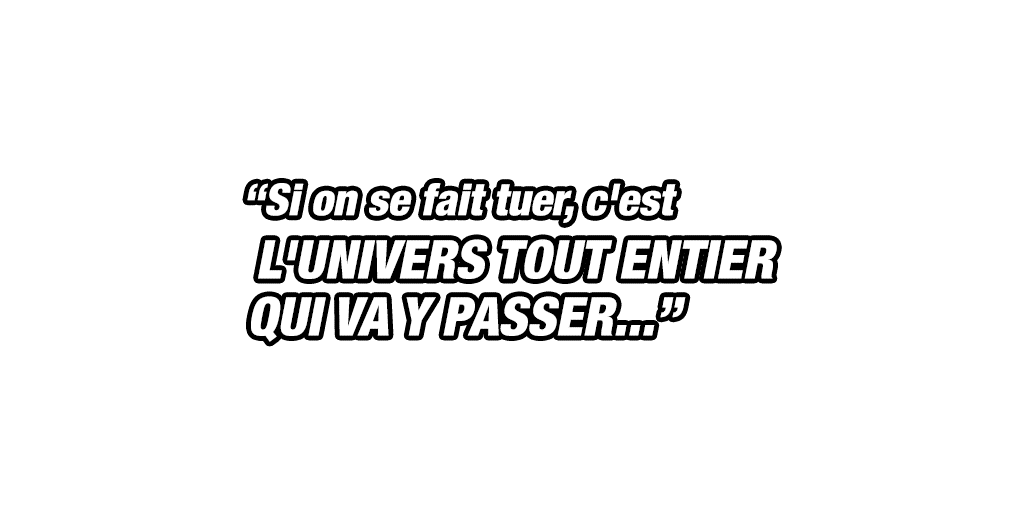 “Si on se fait tuer, c'est
L'UNIVERS TOUT ENTIER
QUI VA Y PASSER...”